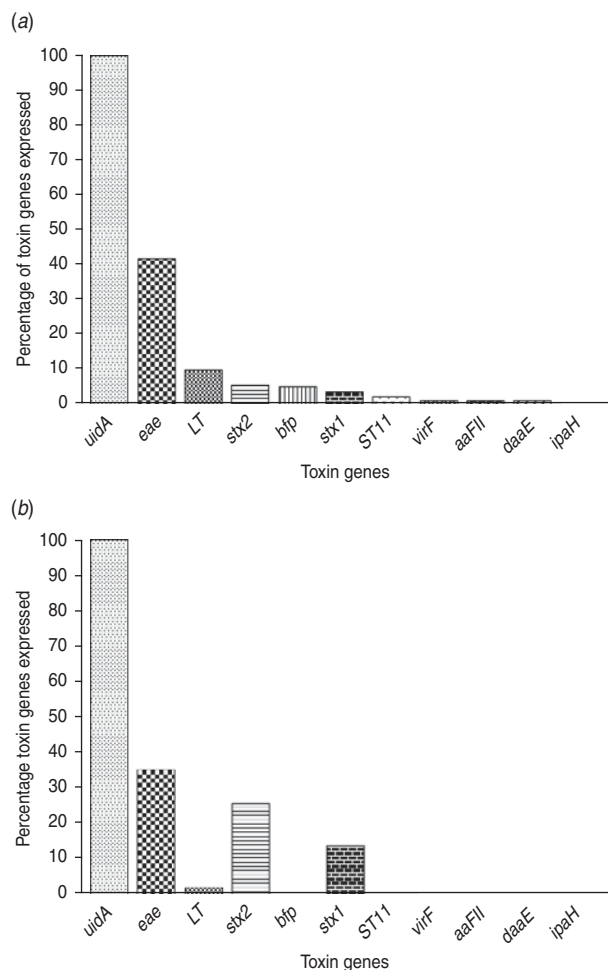 (a)
100
90
80
70
60
50
40
30
20
10
0
Percentage of toxin genes expressed
uidA
eae
LT
stx2
bfp
stx1
ST11
virF
aaFII
daaE
ipaH
Toxin genes
(b)
100
90
80
70
60
50
40
30
20
10
0
Percentage toxin genes expressed
uidA
eae
LT
stx2
bfp
stx1
ST11
virF
aaFII
daaE
ipaH
Toxin genes